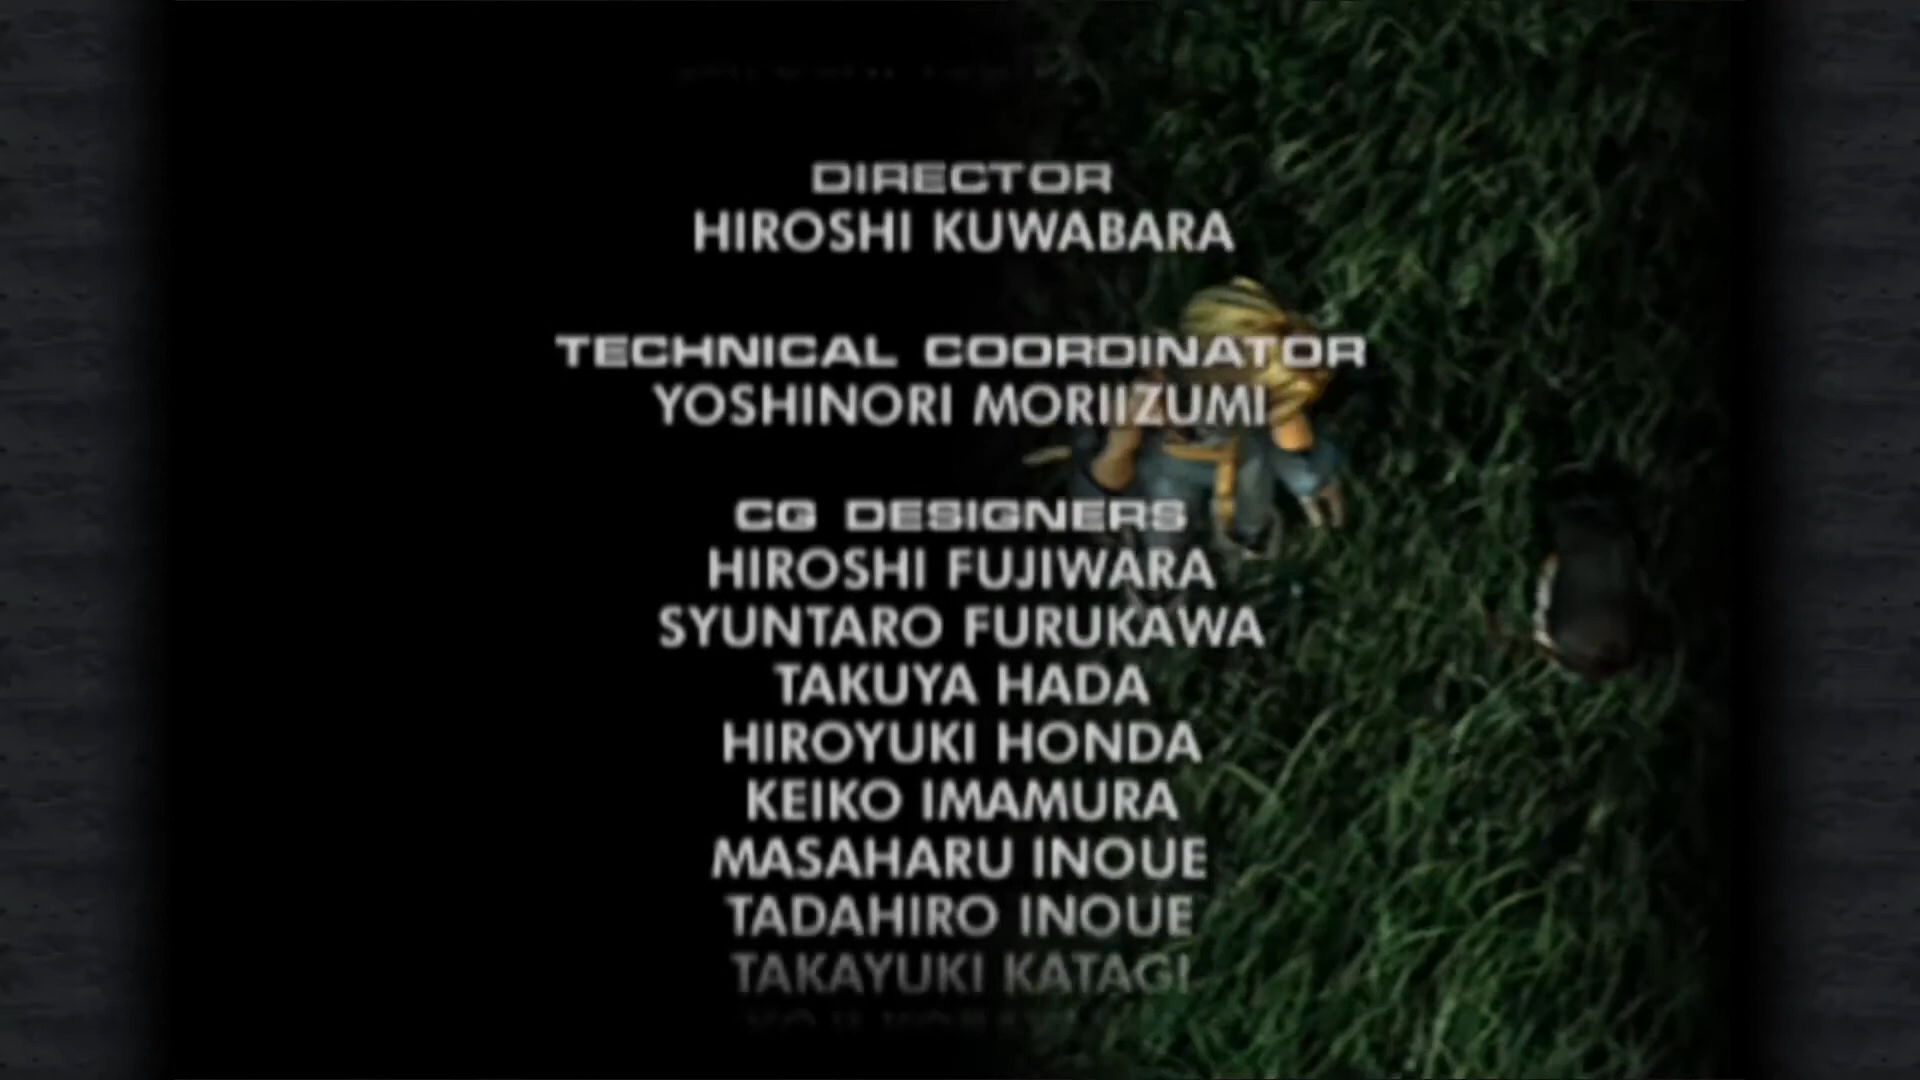 DIRECTOR
HIROSHI KUWABARA
TECHNICAL COORDINATOR
YOSHINORI MORIIZUMI
CG DESIGNERS
HIROSHI FUJIWARA
SYUNTARO FURUKAWA
TAKUYA HADA
HIROYUKI HONDA
KEIKO IMAMURA
MASAHARU INOUE
TADAHIRO INOUE
TAKAYUKI KATAGI